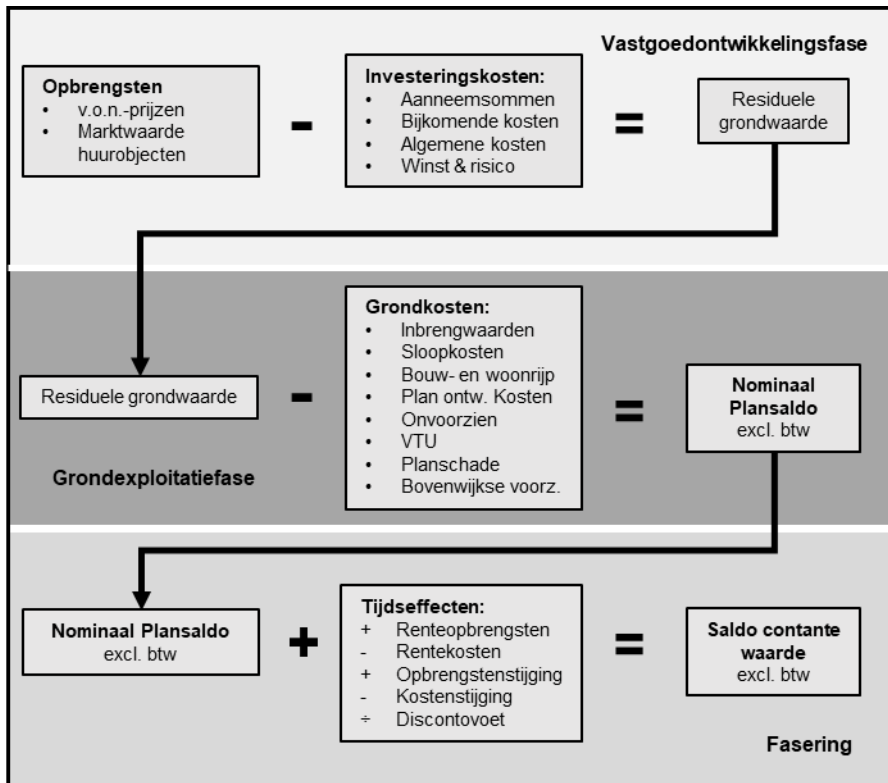 Vastgoedontwikkelingsfase
Opbrengsten
• v.o.n.-prijzen
• Marktwaarde
huurobjecten
-
Investeringskosten:
• Aanneemsommen
• Bijkomende kosten
• Algemene kosten
• Winst & risico
=
Residuele
grondwaarde
Residuele grondwaarde
-
Grondkosten:
• Inbrengwaarden
• Sloopkosten
• Bouw- en woonrijp
• Plan ontw. Kosten
• Onvoorzien
• VTU
• Planschade
• Bovenwijkse voorz.
=
Nominaal
Plansaldo
excl. btw
Grondexploitatiefase
Nominaal Plansaldo
excl. btw
+
Tijdseffecten:
+ Renteopbrengsten
- Rentekosten
+ Opbrengstenstijging
- Kostenstijging
÷ Discontovoet
=
Saldo contante
waarde
excl. btw
Fasering